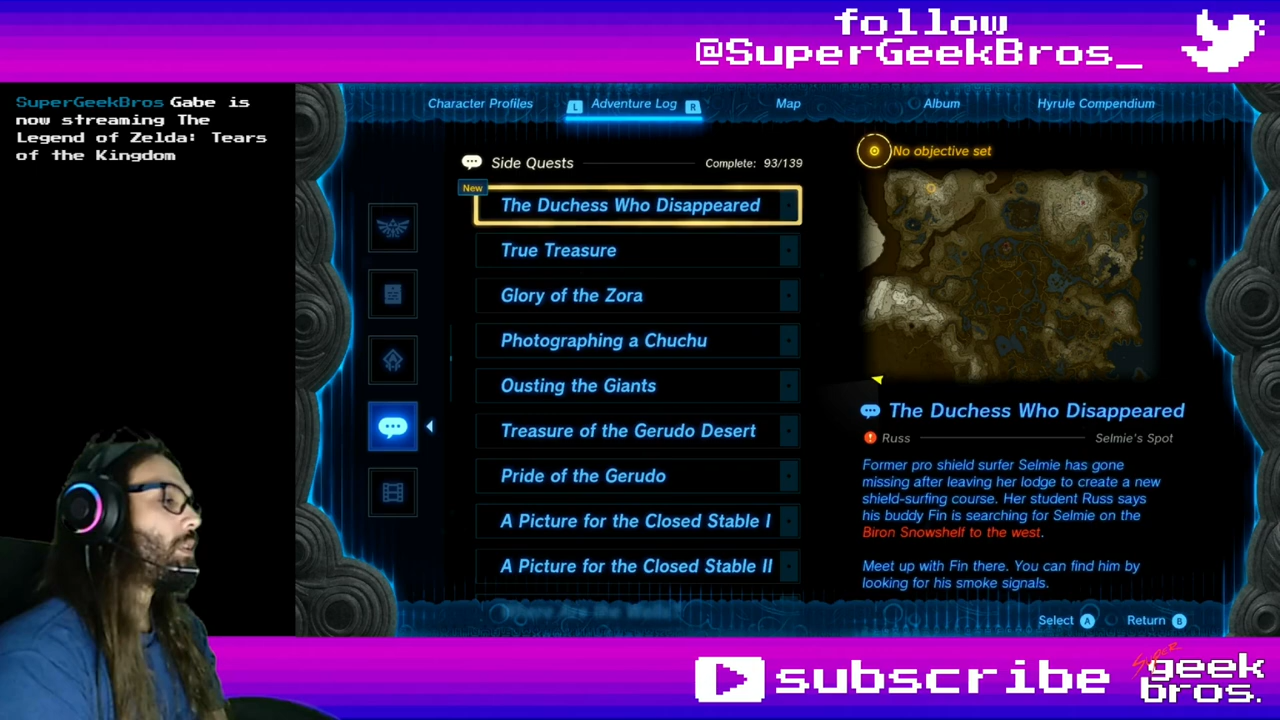 follow
@SuperGeekBros_
SuperGeekBros Gabe is
now streaming The
Legend of Zelda: Tears
of the Kingdom
Character Profiles
L
Adventure Log
R
Map
Album
Hyrule Compendium
Side Quests
Complete: 93/139
New
The Duchess Who Disappeared
True Treasure
Glory of the Zora
Photographing a Chuchu
Ousting the Giants
Treasure of the Gerudo Desert
Pride of the Gerudo
A Picture for the Closed Stable I
A Picture for the Closed Stable II
No objective set
The Duchess Who Disappeared
Russ
Selmie's Spot
Former pro shield surfer Selmie has gone
missing after leaving her lodge to create a new
shield-surfing course. Her student Russ says
his buddy Fin is searching for Selmie on the
Biron Snowshelf to the west.
Meet up with Fin there. You can find him by
looking for his smoke signals.
Select A
Return B
subscribe
super
geek
bros.